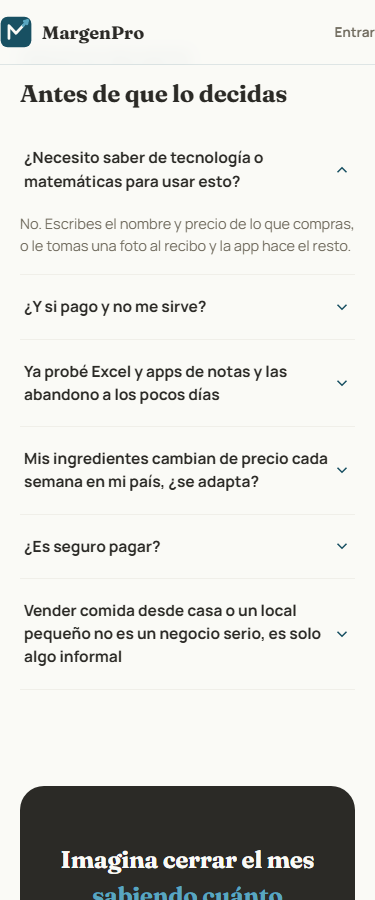 MargenPro
Entrar
Antes de que lo decidas
¿Necesito saber de tecnología o
matemáticas para usar esto?
No. Escribes el nombre y precio de lo que compras,
o le tomas una foto al recibo y la app hace el resto.
¿Y si pago y no me sirve?
Ya probé Excel y apps de notas y las
abandono a los pocos días
Mis ingredientes cambian de precio cada
semana en mi país, ¿se adapta?
¿Es seguro pagar?
Vender comida desde casa o un local
pequeño no es un negocio serio, es solo
algo informal
Imagina cerrar el mes
sabiendo cuánto